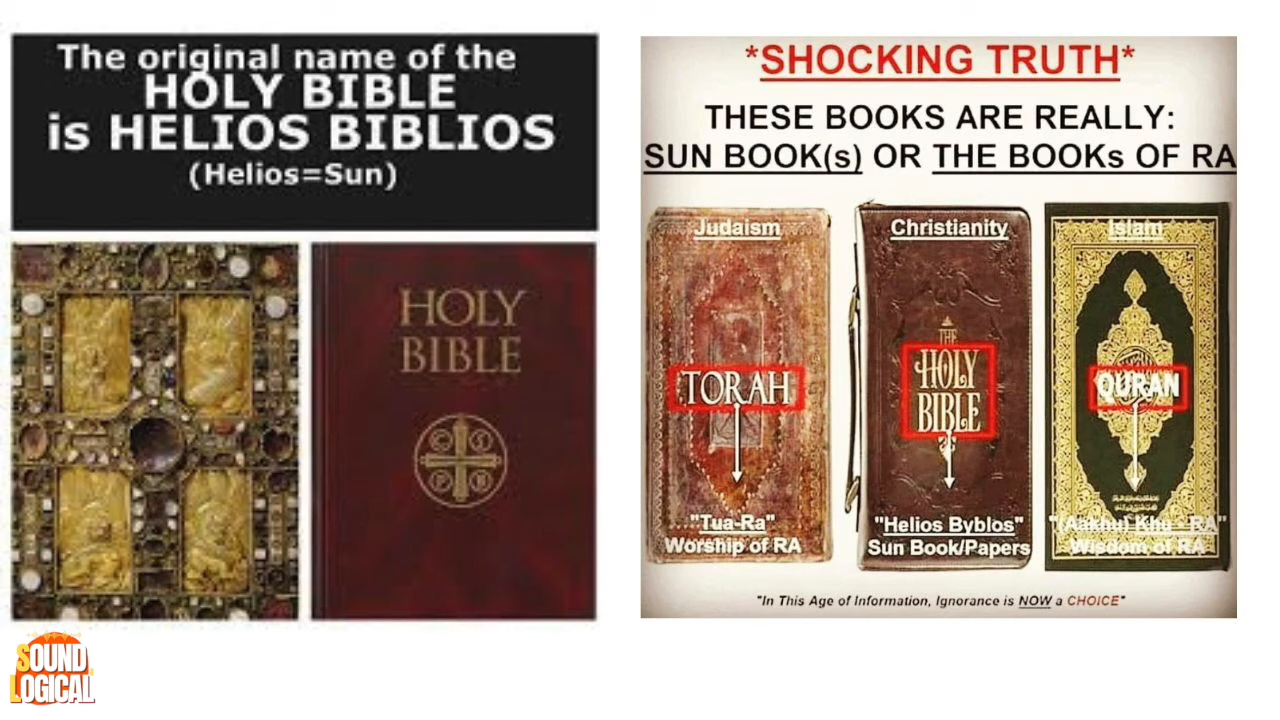 The original name of the
HOLY BIBLE
is HELIOS BIBLIOS
(Helios=Sun)
HOLY
BIBLE
*SHOCKING TRUTH*
THESE BOOKS ARE REALLY:
SUN BOOK(s) OR THE BOOKs OF RA
Judaism
Christianity
Islam
TORAH
THE
HOLY
BIBLE
QURAN
"Tua-Ra"
Worship of RA
"Helios Byblos"
Sun Book/Papers
"(Aakhu) Khu - RA"
Wisdom of RA
"In This Age of Information, Ignorance is NOW a CHOICE"
SOUND
LOGICAL